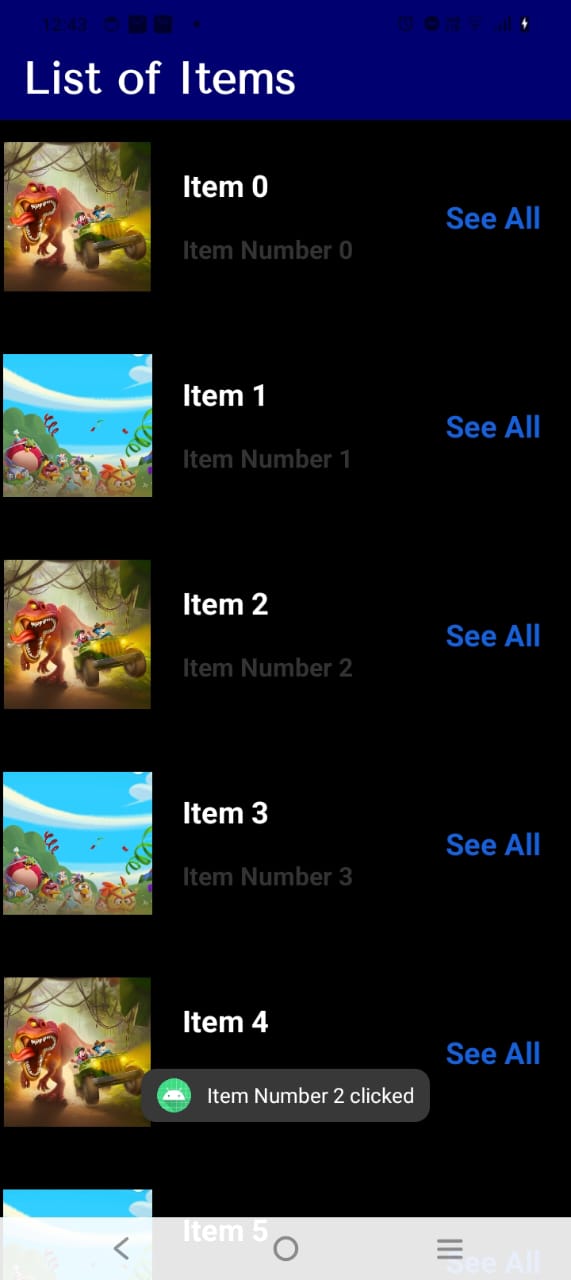 12:43
List of Items
Item 0
See All
Item Number 0
Item 1
See All
Item Number 1
Item 2
See All
Item Number 2
Item 3
See All
Item Number 3
Item 4
See All
Item Number 2 clicked
Item 5
See All